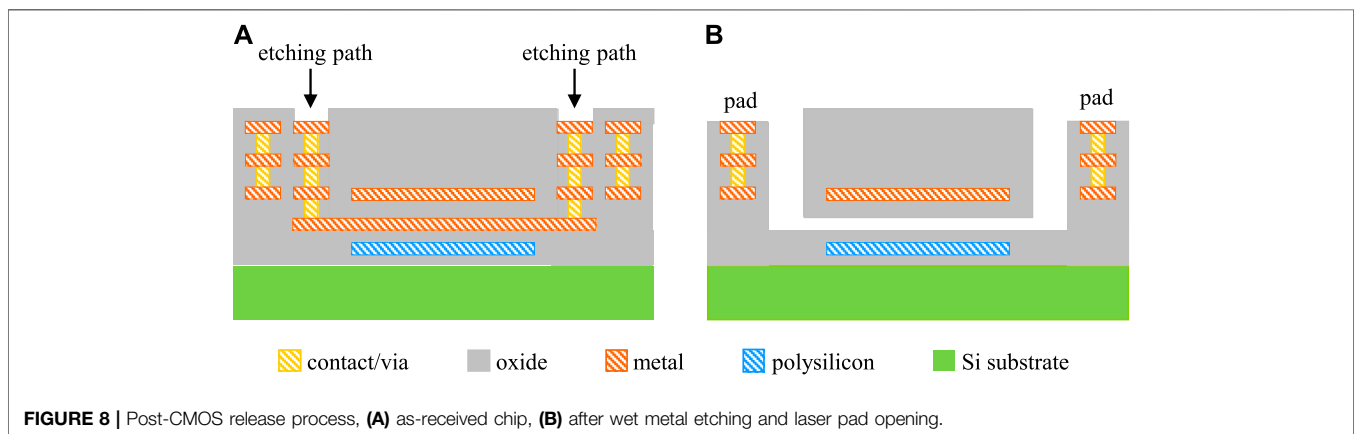 A
B
etching path
etching path
pad
pad
contact/via
oxide
metal
polysilicon
Si substrate
FIGURE 8 | Post-CMOS release process, (A) as-received chip, (B) after wet metal etching and laser pad opening.